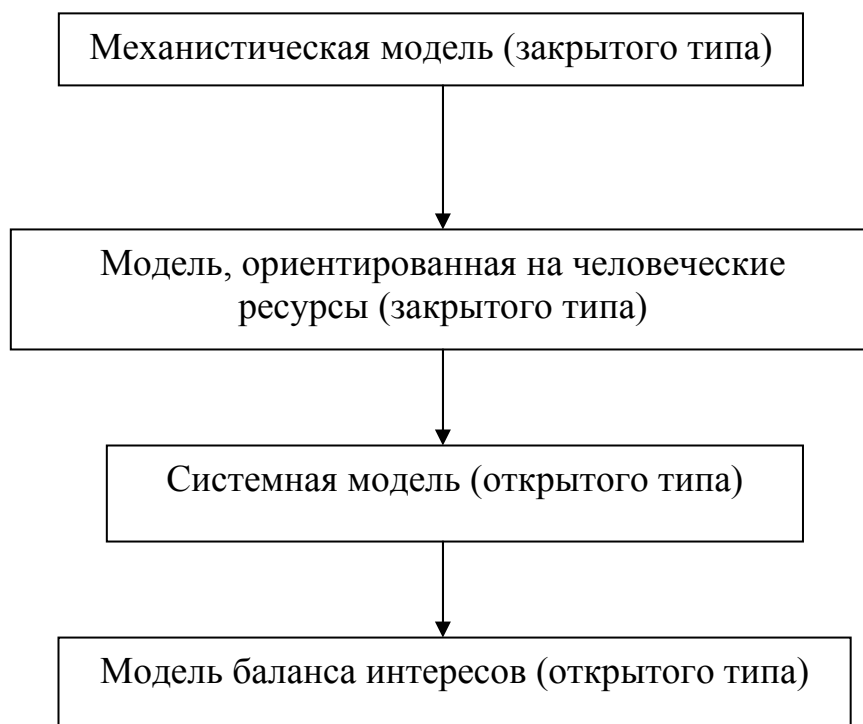 Механистическая модель (закрытого типа)
Модель, ориентированная на человеческие
ресурсы (закрытого типа)
Системная модель (открытого типа)
Модель баланса интересов (открытого типа)